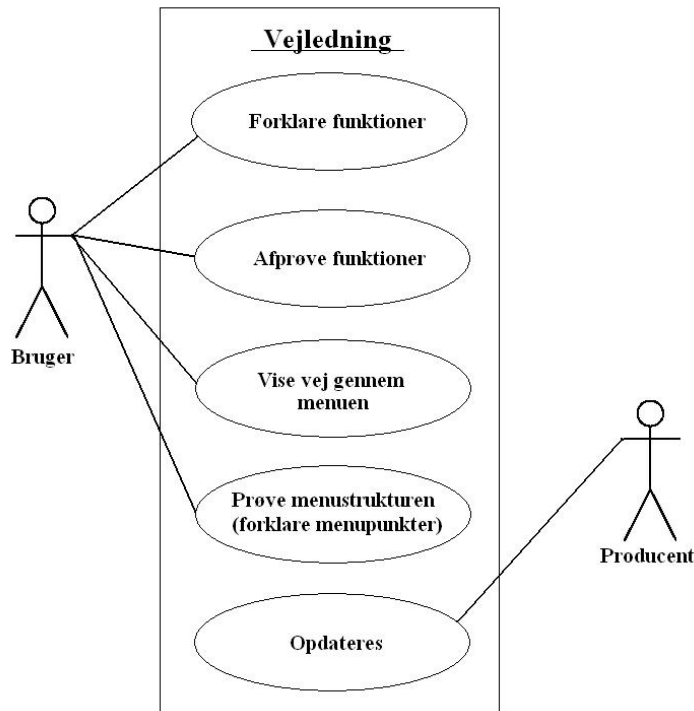 Vejledning
Forklare funktioner
Afprøve funktioner
Bruger
Vise vej gennem
menuen
Prøve menustrukturen
(forklare menupunkter)
Producent
Opdateres